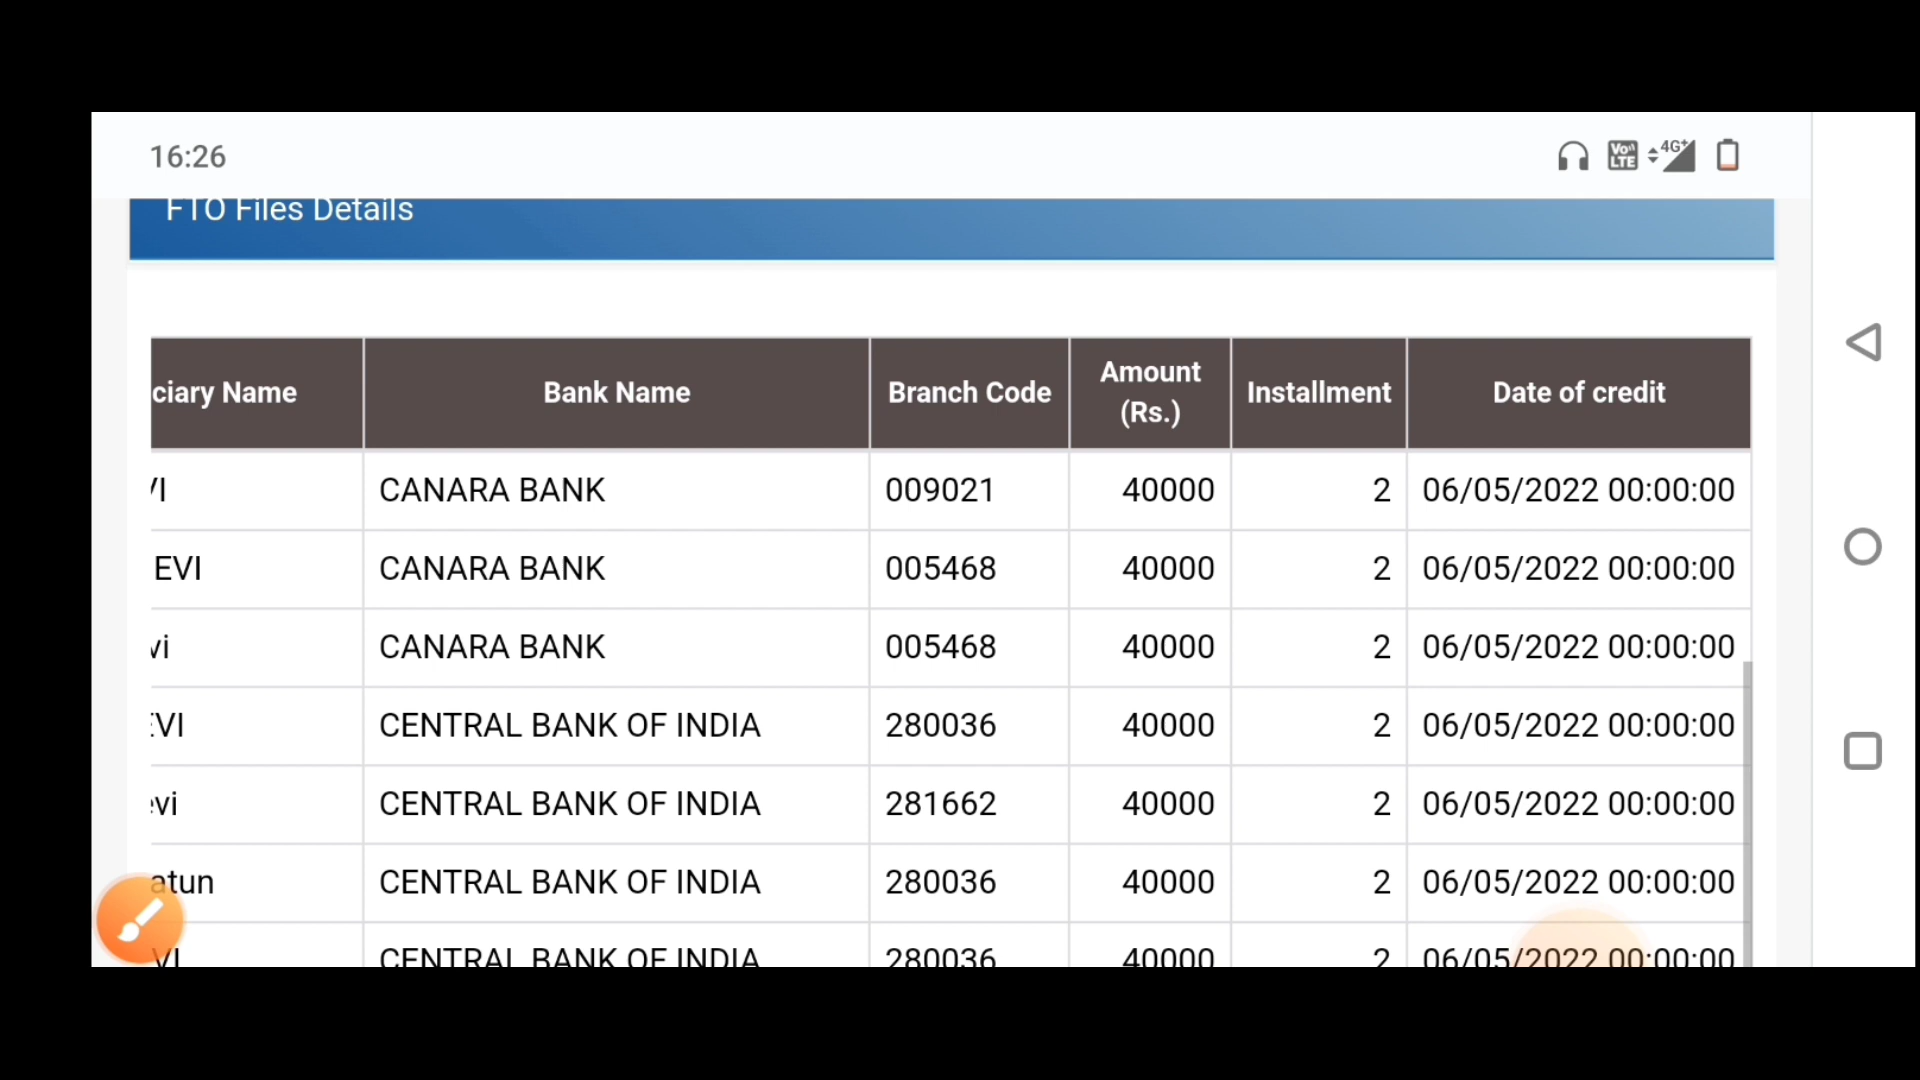 16:26
Vo LTE 4G+
FTO Files Details
ciary Name Bank Name Branch Code Amount (Rs.) Installment Date of credit
VI CANARA BANK 009021 40000 2 06/05/2022 00:00:00
EVI CANARA BANK 005468 40000 2 06/05/2022 00:00:00
vi CANARA BANK 005468 40000 2 06/05/2022 00:00:00
EVI CENTRAL BANK OF INDIA 280036 40000 2 06/05/2022 00:00:00
evi CENTRAL BANK OF INDIA 281662 40000 2 06/05/2022 00:00:00
atun CENTRAL BANK OF INDIA 280036 40000 2 06/05/2022 00:00:00
VI CENTRAL BANK OF INDIA 280036 40000 2 06/05/2022 00:00:00